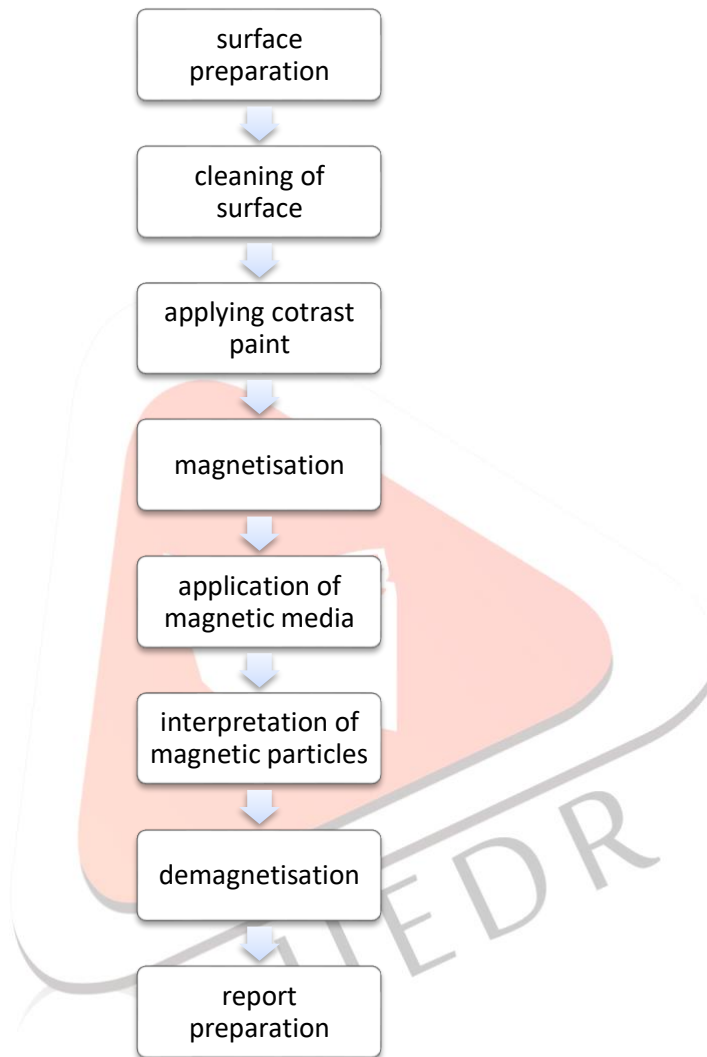 surface
preparation
cleaning of
surface
applying cotrast
paint
magnetisation
application of
magnetic media
interpretation of
magnetic particles
demagnetisation
report
preparation